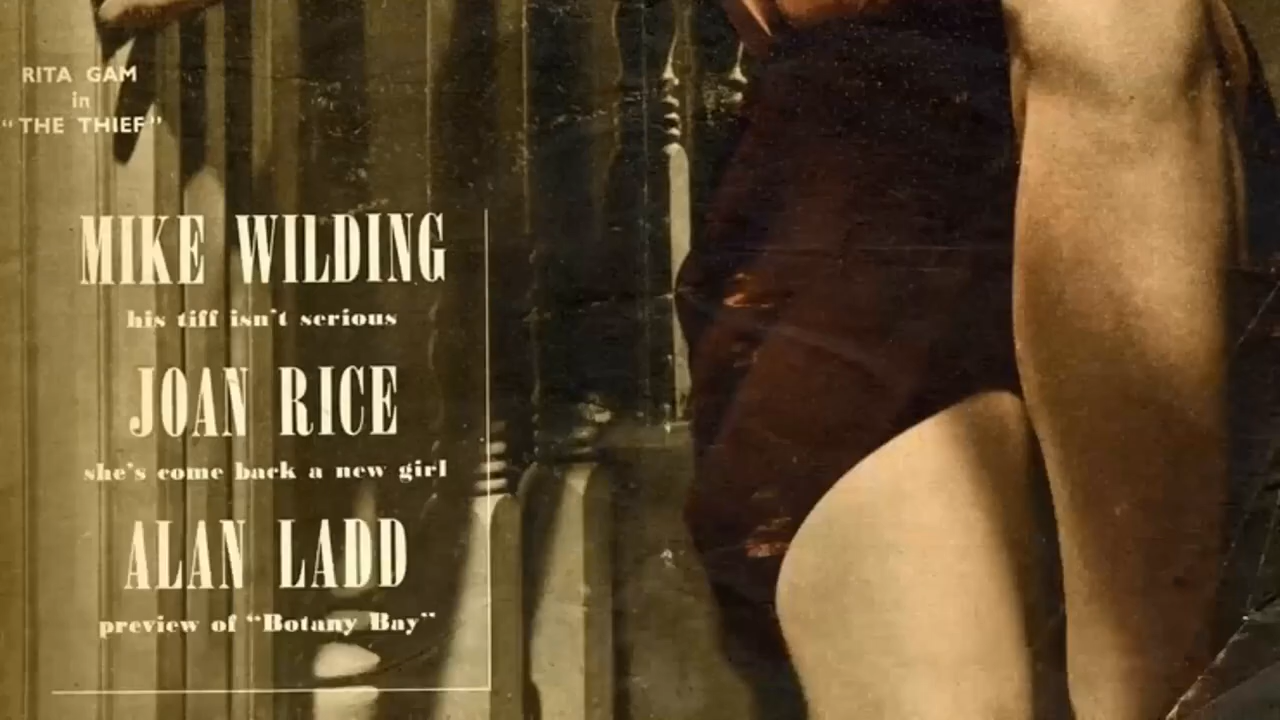 RITA GAM
in
"THE THIEF"
MIKE WILDING
his tiff isn't serious
JOAN RICE
she's come back a new girl
ALAN LADD
preview of "Botany Bay"